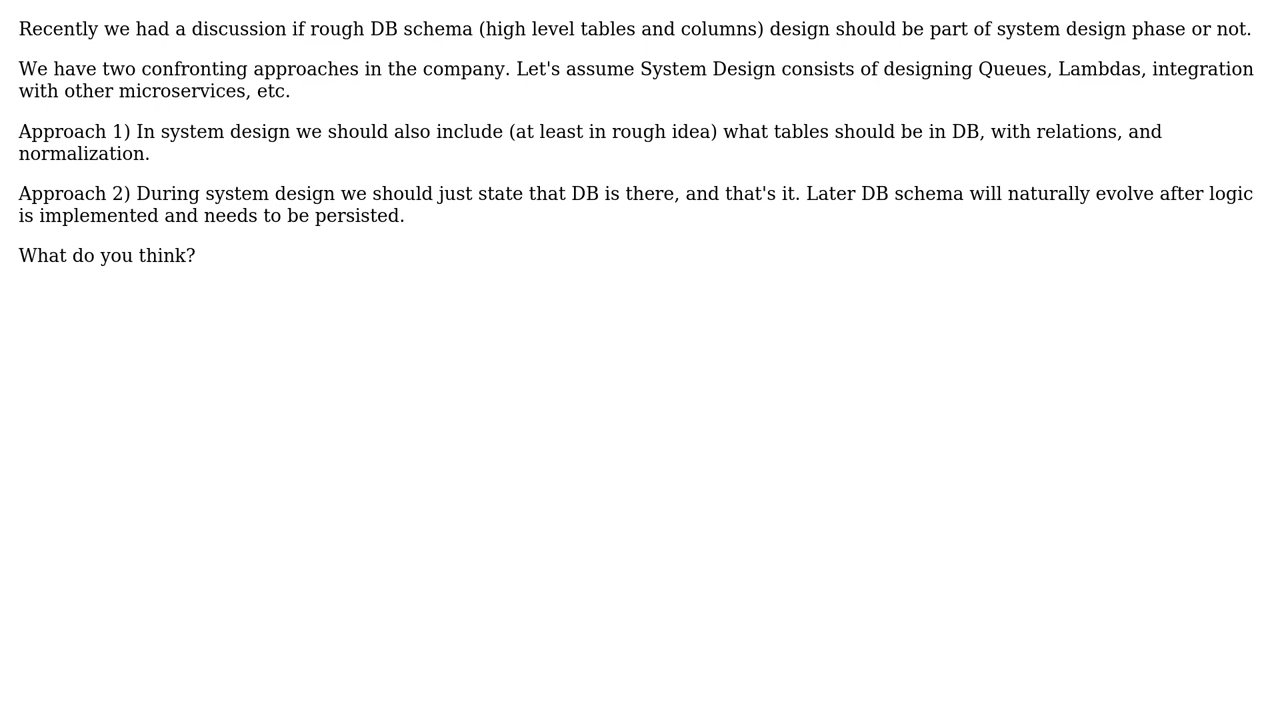 Recently we had a discussion if rough DB schema (high level tables and columns) design should be part of system design phase or not.
We have two confronting approaches in the company. Let's assume System Design consists of designing Queues, Lambdas, integration
with other microservices, etc.
Approach 1) In system design we should also include (at least in rough idea) what tables should be in DB, with relations, and
normalization.
Approach 2) During system design we should just state that DB is there, and that's it. Later DB schema will naturally evolve after logic
is implemented and needs to be persisted.
What do you think?